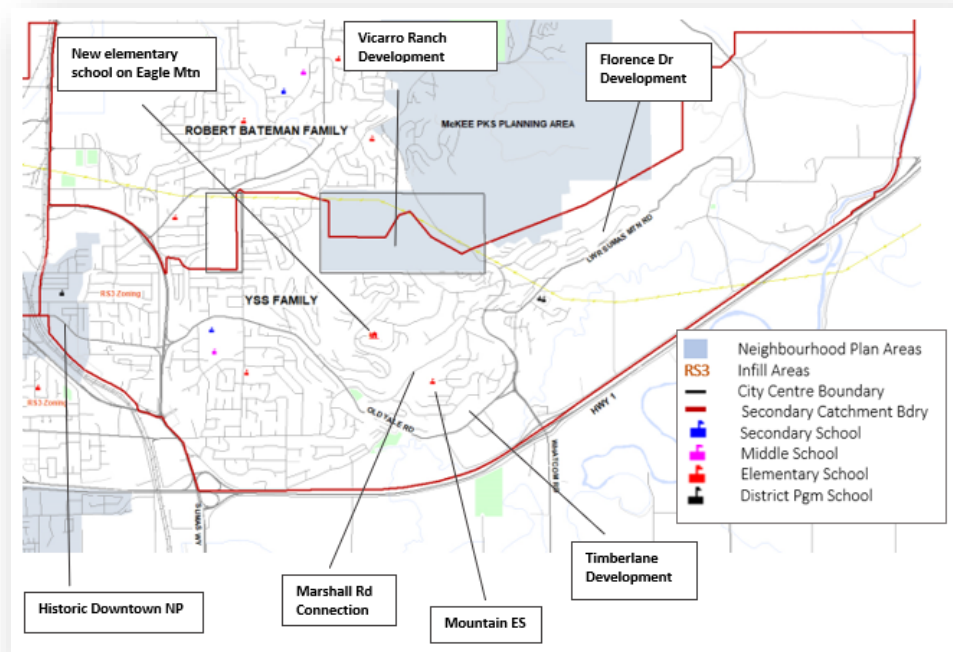 New elementary
school on Eagle Mtn
Vicarro Ranch
Development
Florence Dr
Development
ROBERT BATEMAN FAMILY
McKEE PKS PLANNING AREA
LWR SUMAS MTN RD
YSS FAMILY
RS3 Zoning
RS3 Zoning
OLD YALE RD
HWY 1
WHATCOM RD
SUMAS WY
Neighbourhood Plan Areas
RS3 Infill Areas
City Centre Boundary
Secondary Catchment Bdry
Secondary School
Middle School
Elementary School
District Pgm School
Historic Downtown NP
Marshall Rd
Connection
Mountain ES
Timberlane
Development